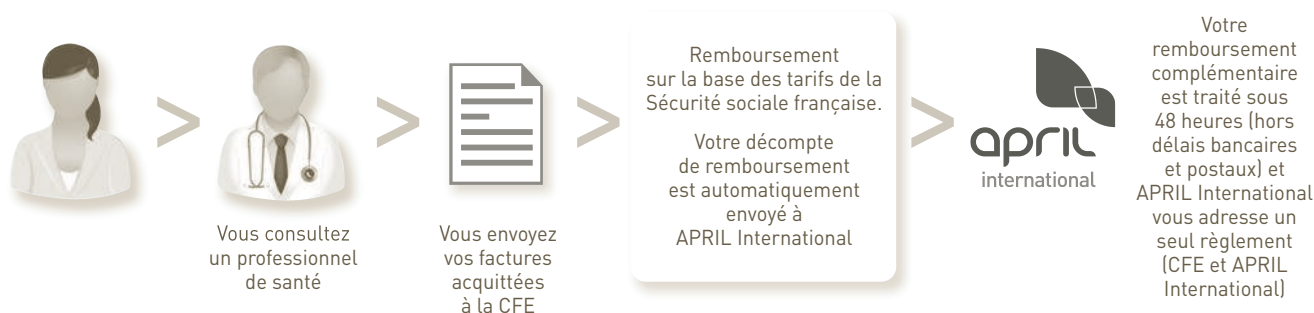 Vous consultez
un professionnel
de santé
Vous envoyez
vos factures
acquittées
à la CFE
Remboursement
sur la base des tarifs de la
Sécurité sociale française.
Votre décompte
de remboursement
est automatiquement
envoyé à
APRIL International
april
international
Votre
remboursement
complémentaire
est traité sous
48 heures (hors
délais bancaires
et postaux) et
APRIL International
vous adresse un
seul règlement
(CFE et APRIL
International)